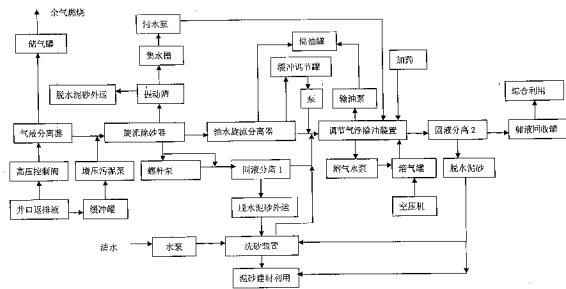 余气燃烧
污水泵
储气罐
集水槽
储油罐
加药
缓冲调节罐
综合利用
脱水泥砂外运
振动筛
泵
输油泵
气液分离器
旋流除砂器
油水旋流分离器
调节气浮除油装置
固液分离2
储液回收罐
高压控制阀
增压污泥泵
螺杆泵
固液分离1
溶气水泵
溶气罐
脱水泥砂
井口返排液
缓冲罐
脱水泥砂外运
空压机
清水
水泵
洗砂装置
泥砂建材利用